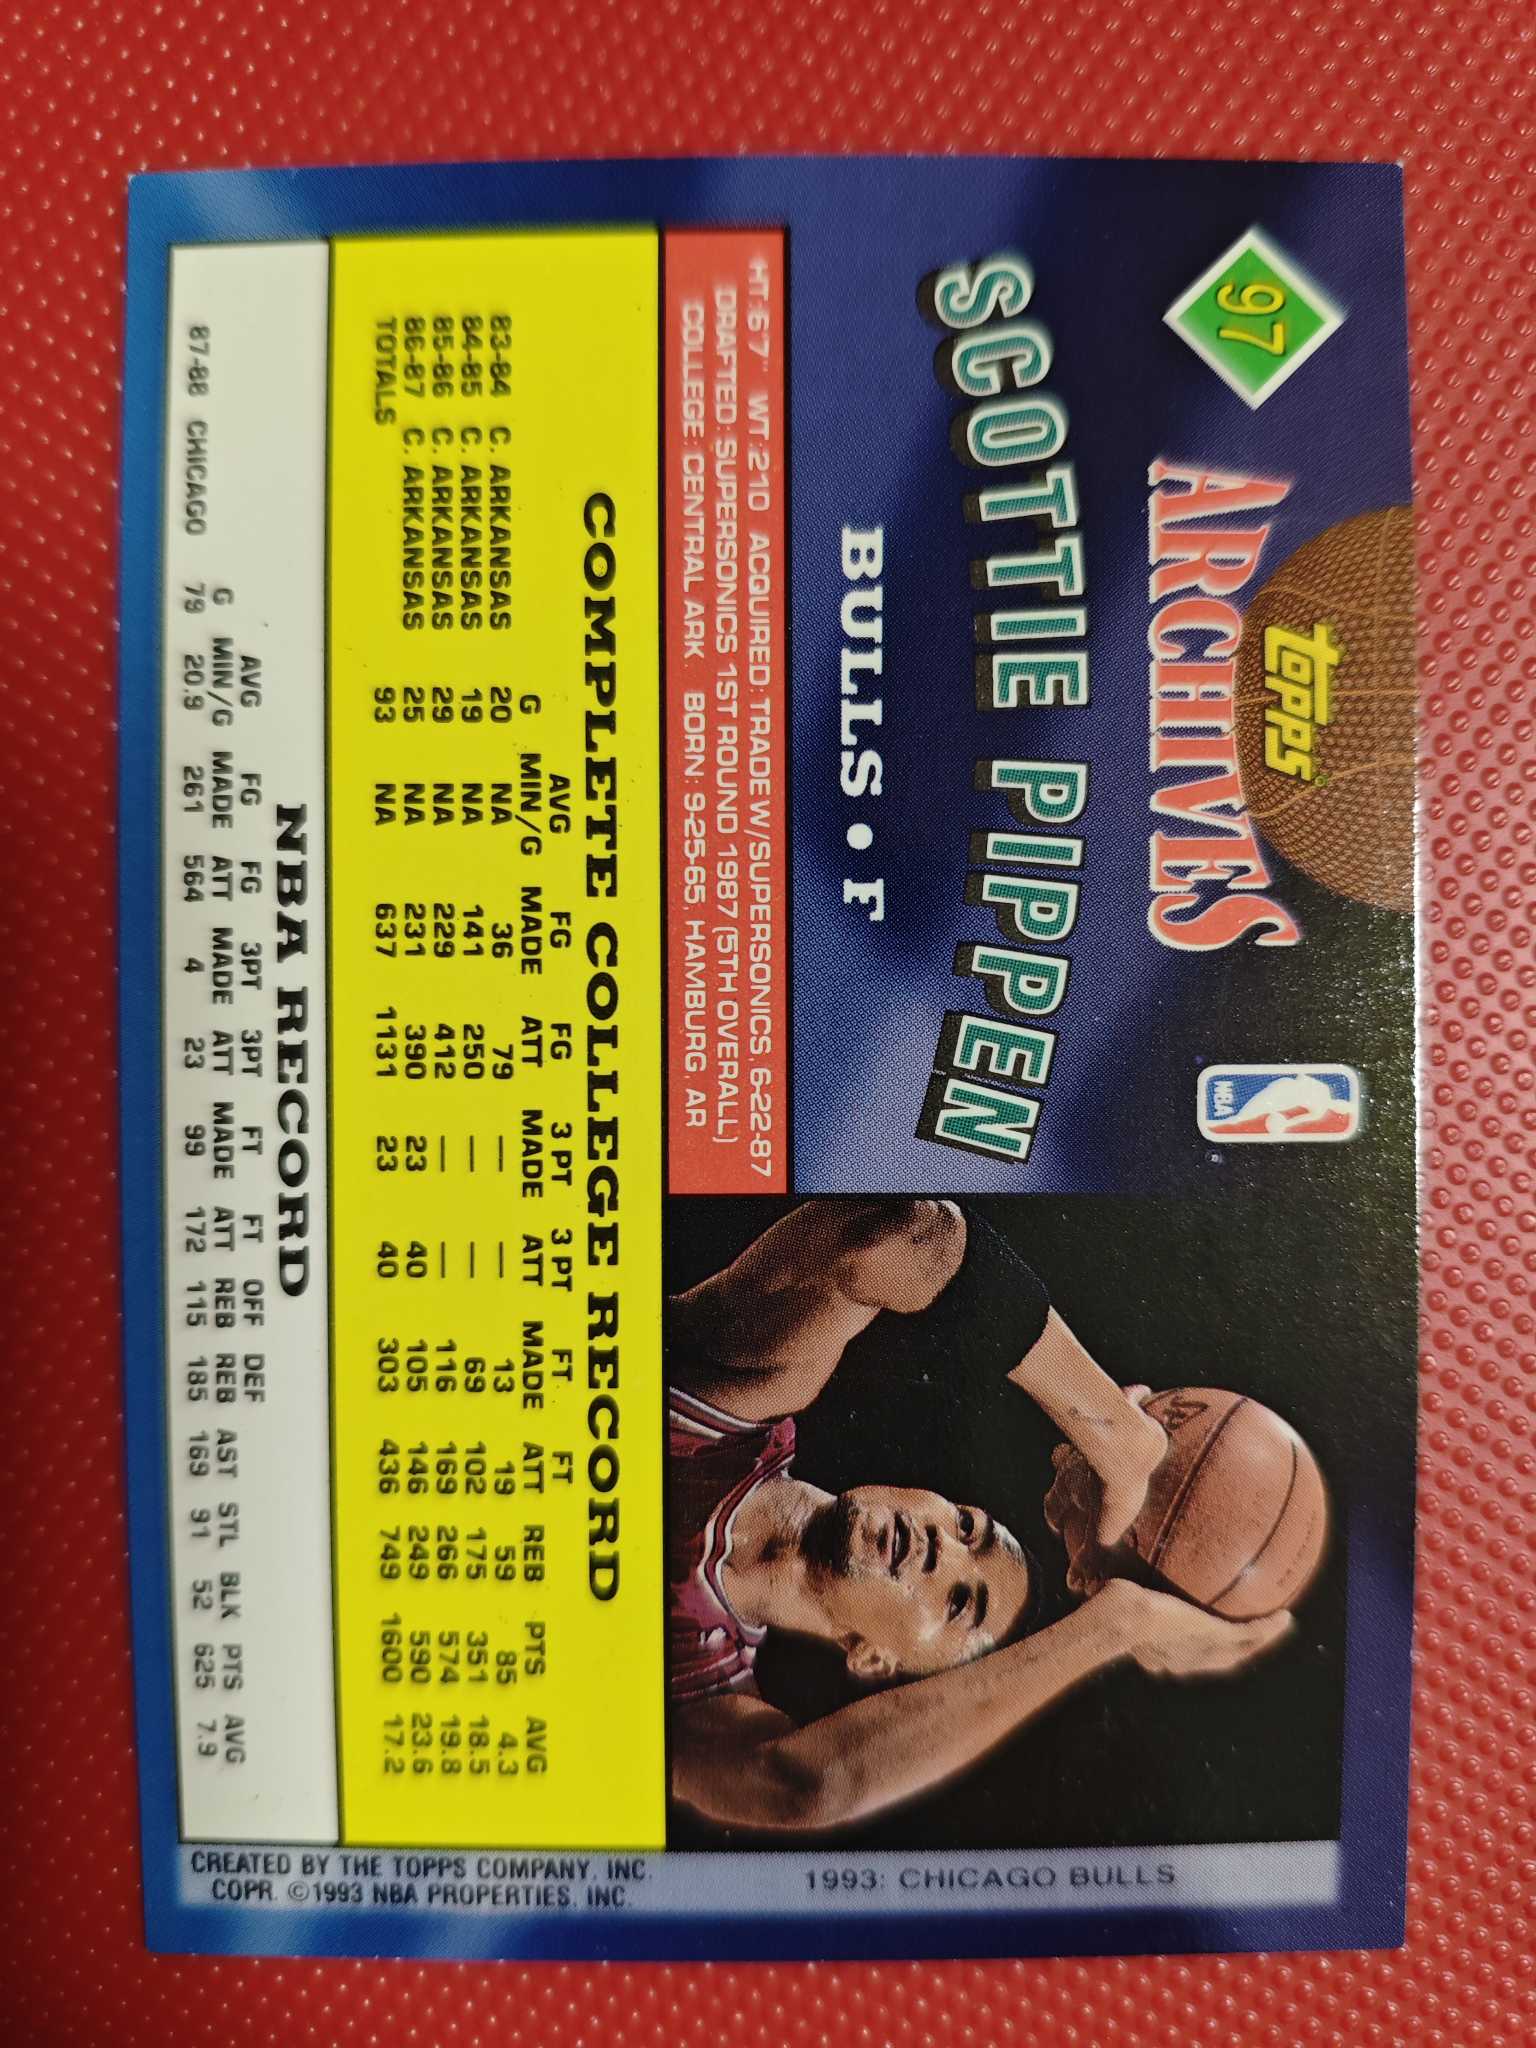 97
TOPPS
ARCHIVES
NBA
SCOTTIE PIPPEN
BULLS • F
HT:6'7" WT:210 ACQUIRED: TRADE W/SUPERSONICS, 6-22-87
DRAFTED: SUPERSONICS 1ST ROUND 1987 (5TH OVERALL)
COLLEGE: CENTRAL ARK. BORN: 9-25-65, HAMBURG, AR
COMPLETE COLLEGE RECORD
AVG FG FG 3 PT 3 PT FT FT
G MIN/G MADE ATT MADE ATT MADE ATT REB PTS AVG
83-84 C. ARKANSAS 20 NA 36 79 — — 13 19 59 85 4.3
84-85 C. ARKANSAS 19 NA 141 250 — — 69 102 175 351 18.5
85-86 C. ARKANSAS 29 NA 229 412 — — 116 169 266 574 19.8
86-87 C. ARKANSAS 25 NA 231 390 23 40 105 146 249 590 23.6
TOTALS 93 637 1131 23 40 303 436 749 1600 17.2
NBA RECORD
AVG FG FG 3PT 3PT FT FT OFF DEF
G MIN/G MADE ATT MADE ATT MADE ATT REB REB AST STL BLK PTS AVG
87-88 CHICAGO 79 20.9 261 564 4 23 99 172 115 185 169 91 52 625 7.9
1993: CHICAGO BULLS
CREATED BY THE TOPPS COMPANY, INC.
COPR. ©1993 NBA PROPERTIES, INC.